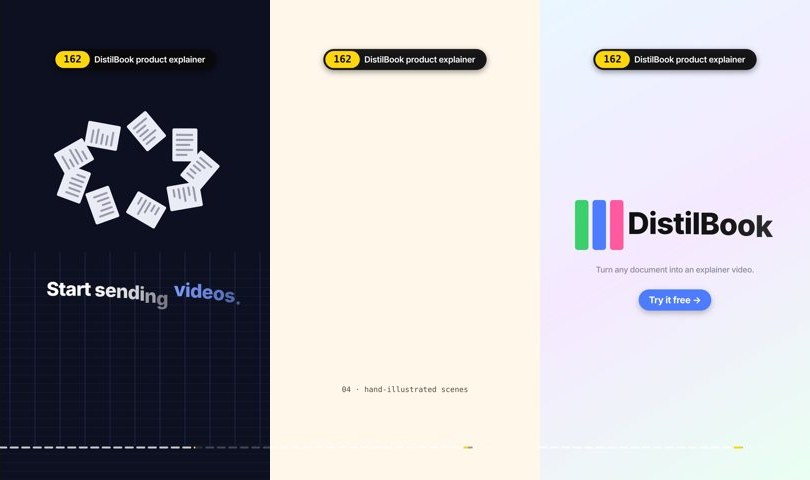 162 DistilBook product explainer
Start sending videos.
162 DistilBook product explainer
04 · hand-illustrated scenes
162 DistilBook product explainer
DistilBook
Turn any document into an explainer video.
Try it free →